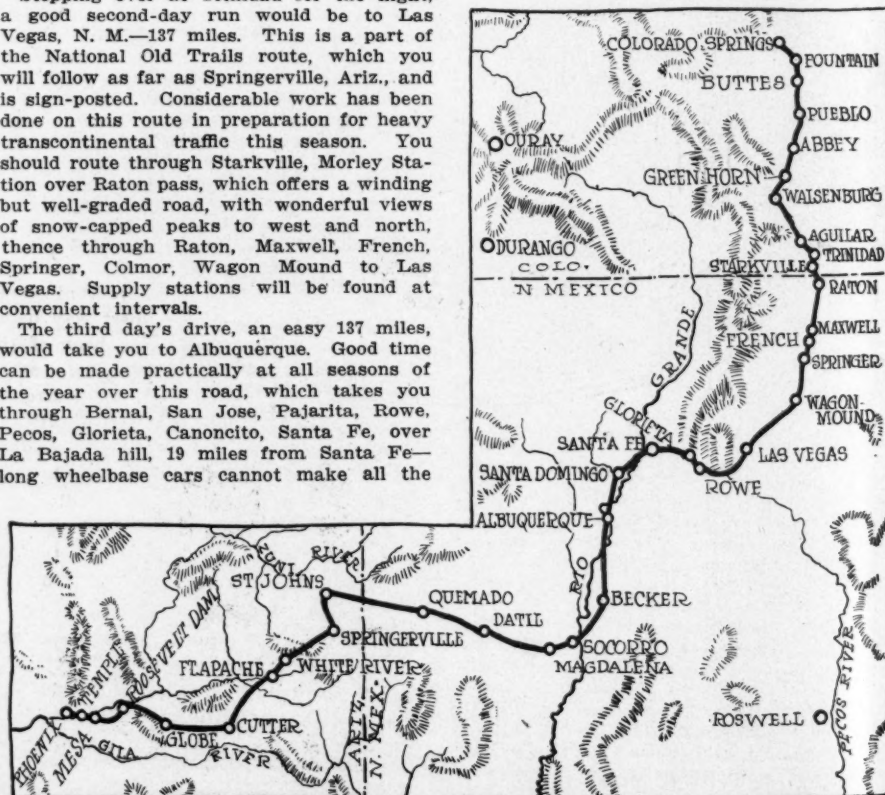 a good second-day run would be to Las
Vegas, N. M.—137 miles. This is a part of
the National Old Trails route, which you
will follow as far as Springerville, Ariz., and
is sign-posted. Considerable work has been
done on this route in preparation for heavy
transcontinental traffic this season. You
should route through Starkville, Morley Sta-
tion over Raton pass, which offers a winding
but well-graded road, with wonderful views
of snow-capped peaks to west and north,
thence through Raton, Maxwell, French,
Springer, Colmor, Wagon Mound to Las
Vegas. Supply stations will be found at
convenient intervals.
The third day's drive, an easy 137 miles,
would take you to Albuquerque. Good time
can be made practically at all seasons of
the year over this road, which takes you
through Bernal, San Jose, Pajarita, Rowe,
Pecos, Glorieta, Canoncito, Santa Fe, over
La Bajada hill, 19 miles from Santa Fe—
long wheelbase cars cannot make all the
COLORADO SPRINGS
FOUNTAIN
BUTTES
PUEBLO
ABBEY
OURAY
GREEN HORN
WALSENBURG
AGUILAR
DURANGO
TRINIDAD
COLO.
STARKVILLE
N MEXICO
RATON
MAXWELL
FRENCH
SPRINGER
RIO GRANDE
WAGON-
MOUND
GLORIETA
SANTA FE
LAS VEGAS
SANTA DOMINGO
ROWE
ALBUQUERQUE
ZUNI RIVER
ST JOHNS
QUEMADO
BECKER
DATIL
SPRINGERVILLE
SOCORRO
MAGDALENA
ROOSEVELT DAM
TEMPE
FT. APACHE
WHITE RIVER
CUTTER
GLOBE
PHOENIX
MESA
GILA RIVER
ARIZ.
N MEX.
ROSWELL
PECOS RIVER